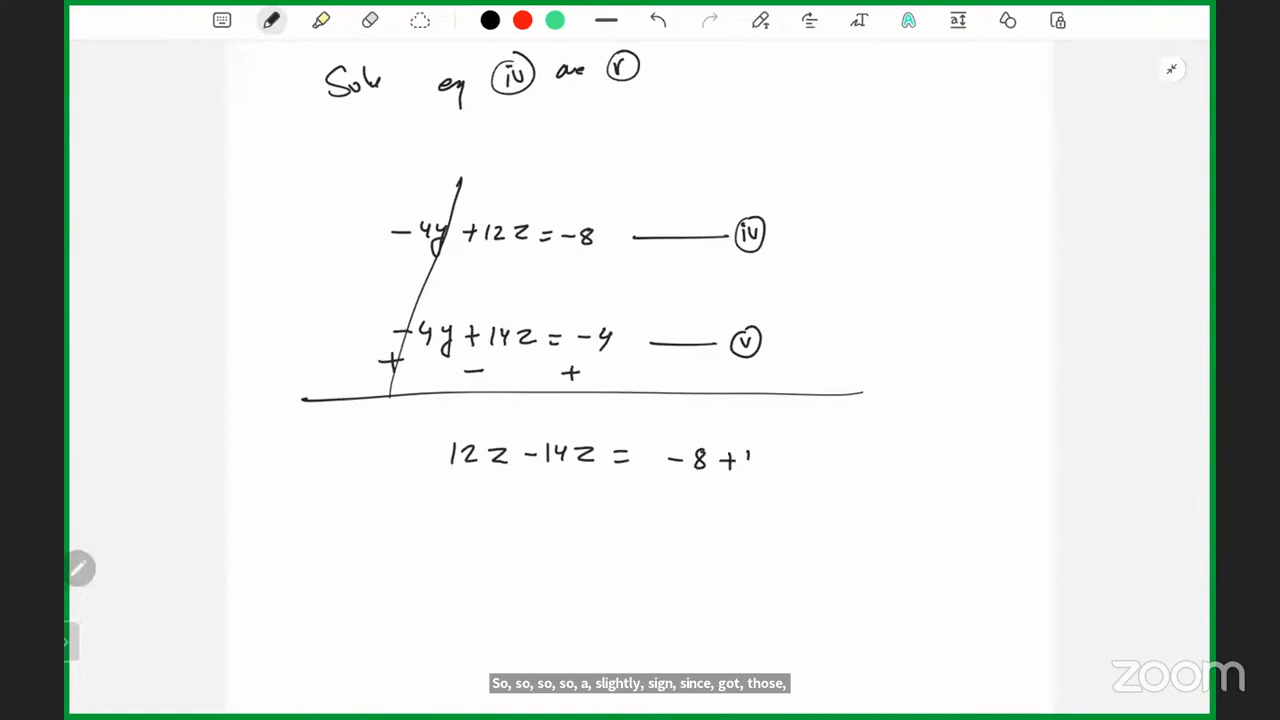 Solve eq (iv) and (v)
-4y +12z = -8 ——— (iv)
-4y + 14z = -4 ——— (v)
+ - +
12z - 14z = -8 +
So, so, so, so, a, slightly, sign, since, got, those,
zoom